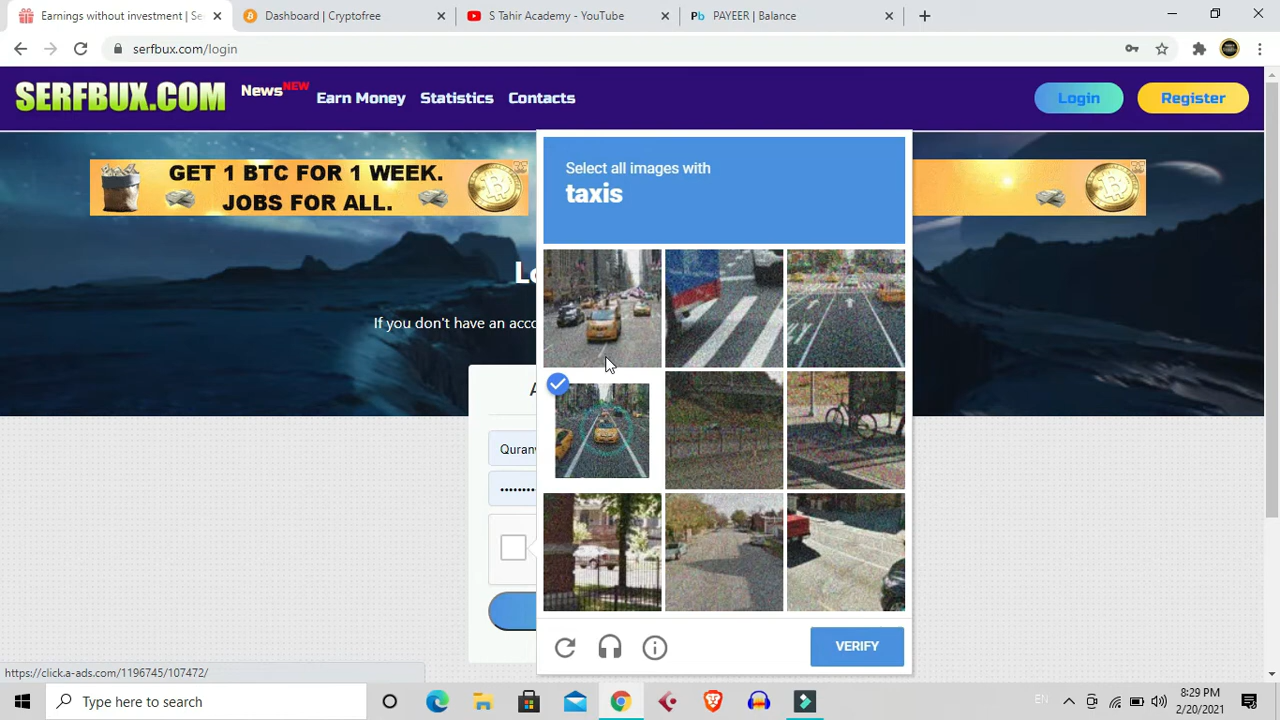 Earnings without investment | Se
Dashboard | Cryptofree
S Tahir Academy - YouTube
PAYEER | Balance
serfbux.com/login
SERFBUX.COM
News NEW
Earn Money
Statistics
Contacts
Login
Register
GET 1 BTC FOR 1 WEEK.
JOBS FOR ALL.
Select all images with
taxis
Lo
If you don't have an acco
A
Quran
VERIFY
https://click.a-ads.com/1196745/107472/
Type here to search
EN
8:29 PM
2/20/2021